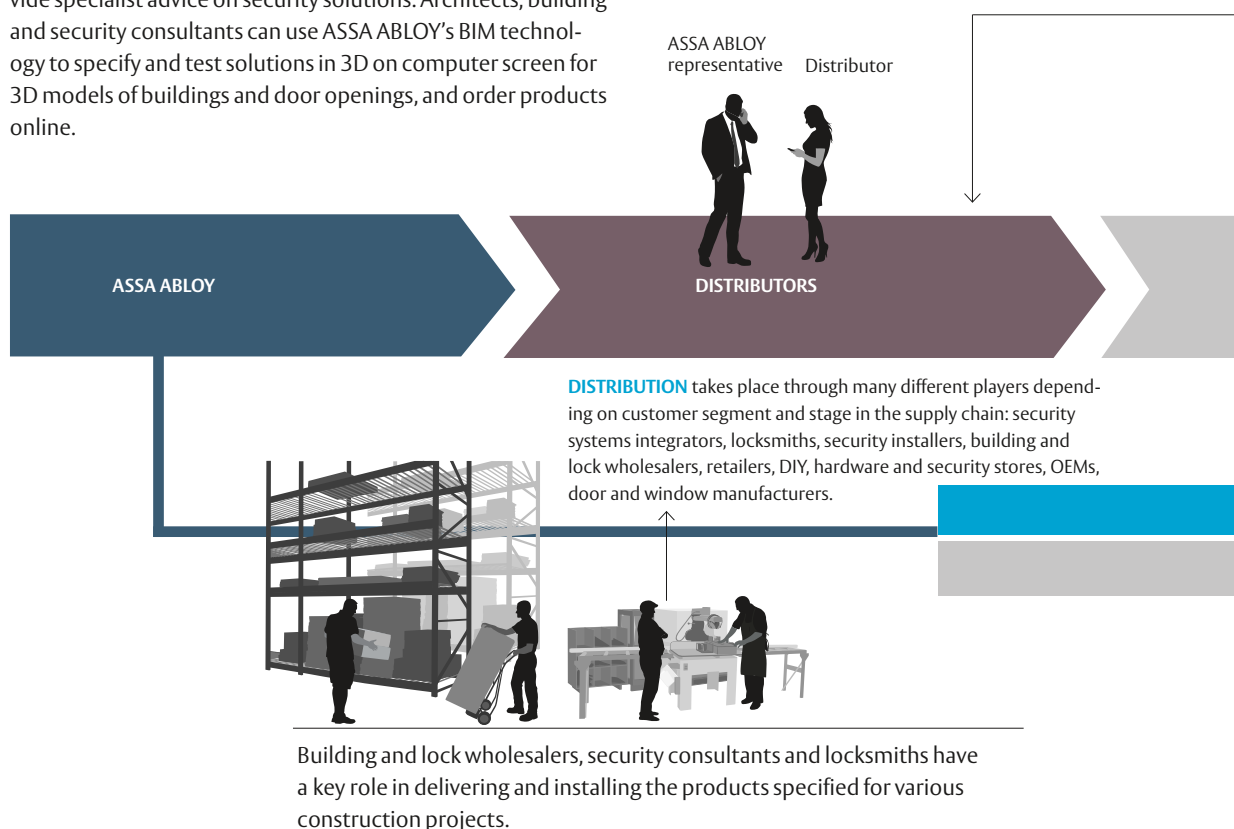 vide specialist advice on security solutions. Architects, building
and security consultants can use ASSA ABLOY’s BIM technol-
ogy to specify and test solutions in 3D on computer screen for
3D models of buildings and door openings, and order products
online.
ASSA ABLOY
representative
Distributor
ASSA ABLOY
DISTRIBUTORS
DISTRIBUTION takes place through many different players depend-
ing on customer segment and stage in the supply chain: security
systems integrators, locksmiths, security installers, building and
lock wholesalers, retailers, DIY, hardware and security stores, OEMs,
door and window manufacturers.
Building and lock wholesalers, security consultants and locksmiths have
a key role in delivering and installing the products specified for various
construction projects.